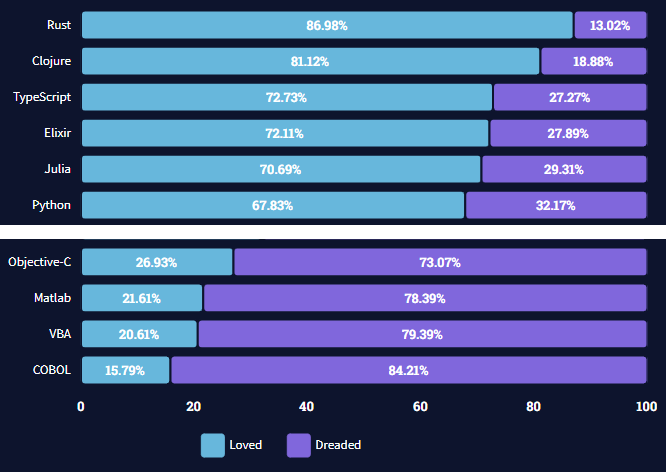 Rust 86.98% 13.02%
Clojure 81.12% 18.88%
TypeScript 72.73% 27.27%
Elixir 72.11% 27.89%
Julia 70.69% 29.31%
Python 67.83% 32.17%
Objective-C 26.93% 73.07%
Matlab 21.61% 78.39%
VBA 20.61% 79.39%
COBOL 15.79% 84.21%
0 20 40 60 80 100
Loved Dreaded